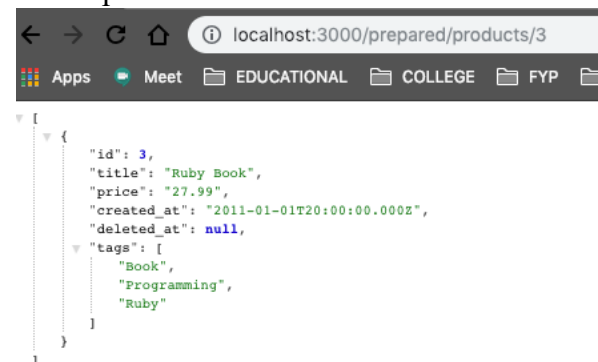 localhost:3000/prepared/products/3
Apps Meet EDUCATIONAL COLLEGE FYP
[
{
"id": 3,
"title": "Ruby Book",
"price": "27.99",
"created_at": "2011-01-01T20:00:00.000Z",
"deleted_at": null,
"tags": [
"Book",
"Programming",
"Ruby"
]
}
]